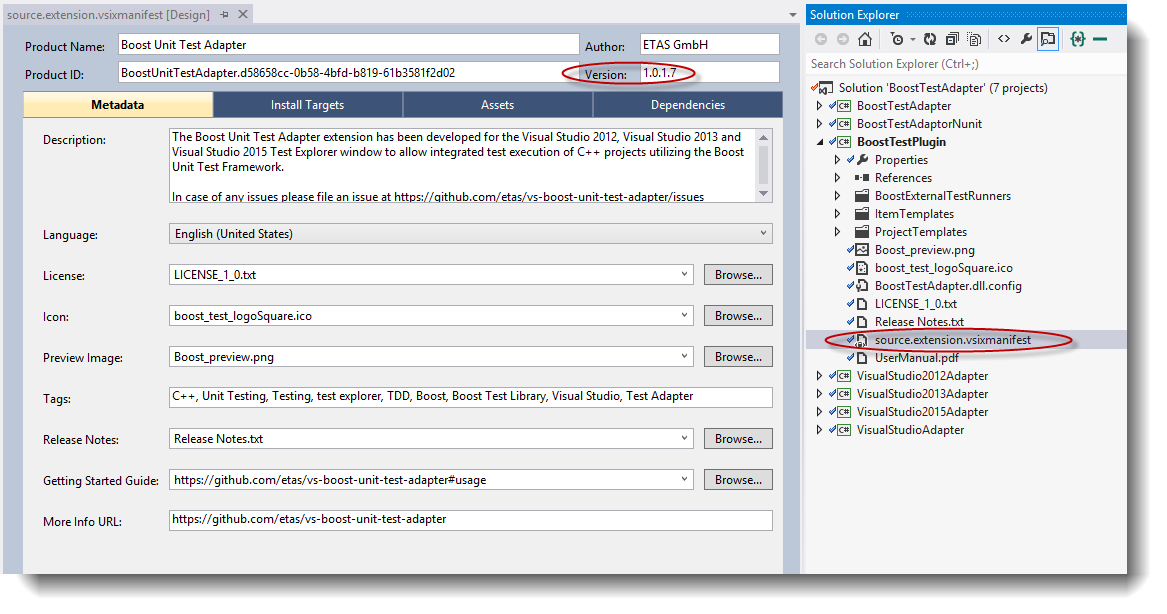 source.extension.vsixmanifest [Design]
Product Name: Boost Unit Test Adapter Author: ETAS GmbH
Product ID: BoostUnitTestAdapter.d58658cc-0b58-4bfd-b819-61b3581f2d02 Version: 1.0.1.7
Metadata Install Targets Assets Dependencies
Description: The Boost Unit Test Adapter extension has been developed for the Visual Studio 2012, Visual Studio 2013 and
Visual Studio 2015 Test Explorer window to allow integrated test execution of C++ projects utilizing the Boost
Unit Test Framework.
In case of any issues please file an issue at https://github.com/etas/vs-boost-unit-test-adapter/issues
Language: English (United States)
License: LICENSE_1_0.txt Browse...
Icon: boost_test_logoSquare.ico Browse...
Preview Image: Boost_preview.png Browse...
Tags: C++, Unit Testing, Testing, test explorer, TDD, Boost, Boost Test Library, Visual Studio, Test Adapter
Release Notes: Release Notes.txt Browse...
Getting Started Guide: https://github.com/etas/vs-boost-unit-test-adapter#usage Browse...
More Info URL: https://github.com/etas/vs-boost-unit-test-adapter
Solution Explorer
Search Solution Explorer (Ctrl+;)
Solution 'BoostTestAdapter' (7 projects)
C# BoostTestAdapter
C# BoostTestAdaptorNunit
C# BoostTestPlugin
Properties
References
BoostExternalTestRunners
ItemTemplates
ProjectTemplates
Boost_preview.png
boost_test_logoSquare.ico
BoostTestAdapter.dll.config
LICENSE_1_0.txt
Release Notes.txt
source.extension.vsixmanifest
UserManual.pdf
C# VisualStudio2012Adapter
C# VisualStudio2013Adapter
C# VisualStudio2015Adapter
C# VisualStudioAdapter